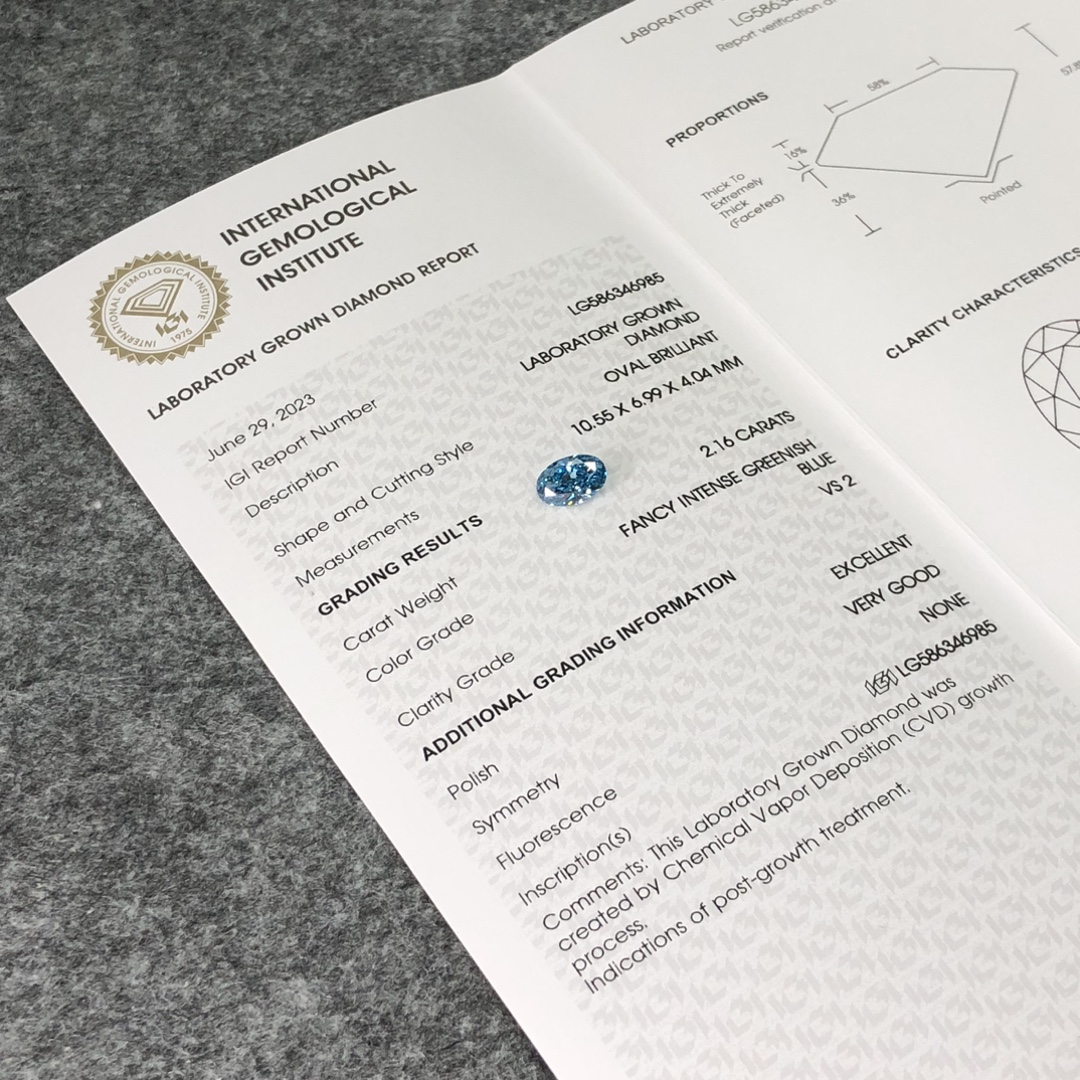 INTERNATIONAL
GEMOLOGICAL
INSTITUTE
INTERNATIONAL GEMOLOGICAL INSTITUTE
IGI
1975
LABORATORY GROWN DIAMOND REPORT
June 29, 2023
IGI Report Number LG586346985
Description LABORATORY GROWN
DIAMOND
Shape and Cutting Style OVAL BRILLIANT
Measurements 10.55 X 6.99 X 4.04 MM
GRADING RESULTS
Carat Weight 2.16 CARATS
Color Grade FANCY INTENSE GREENISH
BLUE
Clarity Grade VS 2
ADDITIONAL GRADING INFORMATION
Polish EXCELLENT
Symmetry VERY GOOD
Fluorescence NONE
Inscription(s) IGI LG586346985
Comments: This Laboratory Grown Diamond was
created by Chemical Vapor Deposition (CVD) growth
process.
Indications of post-growth treatment.
LABORATORY
Report verification
PROPORTIONS
58%
16%
36%
Thick To
Extremely
Thick
(Faceted)
Pointed
CLARITY CHARACTERISTICS